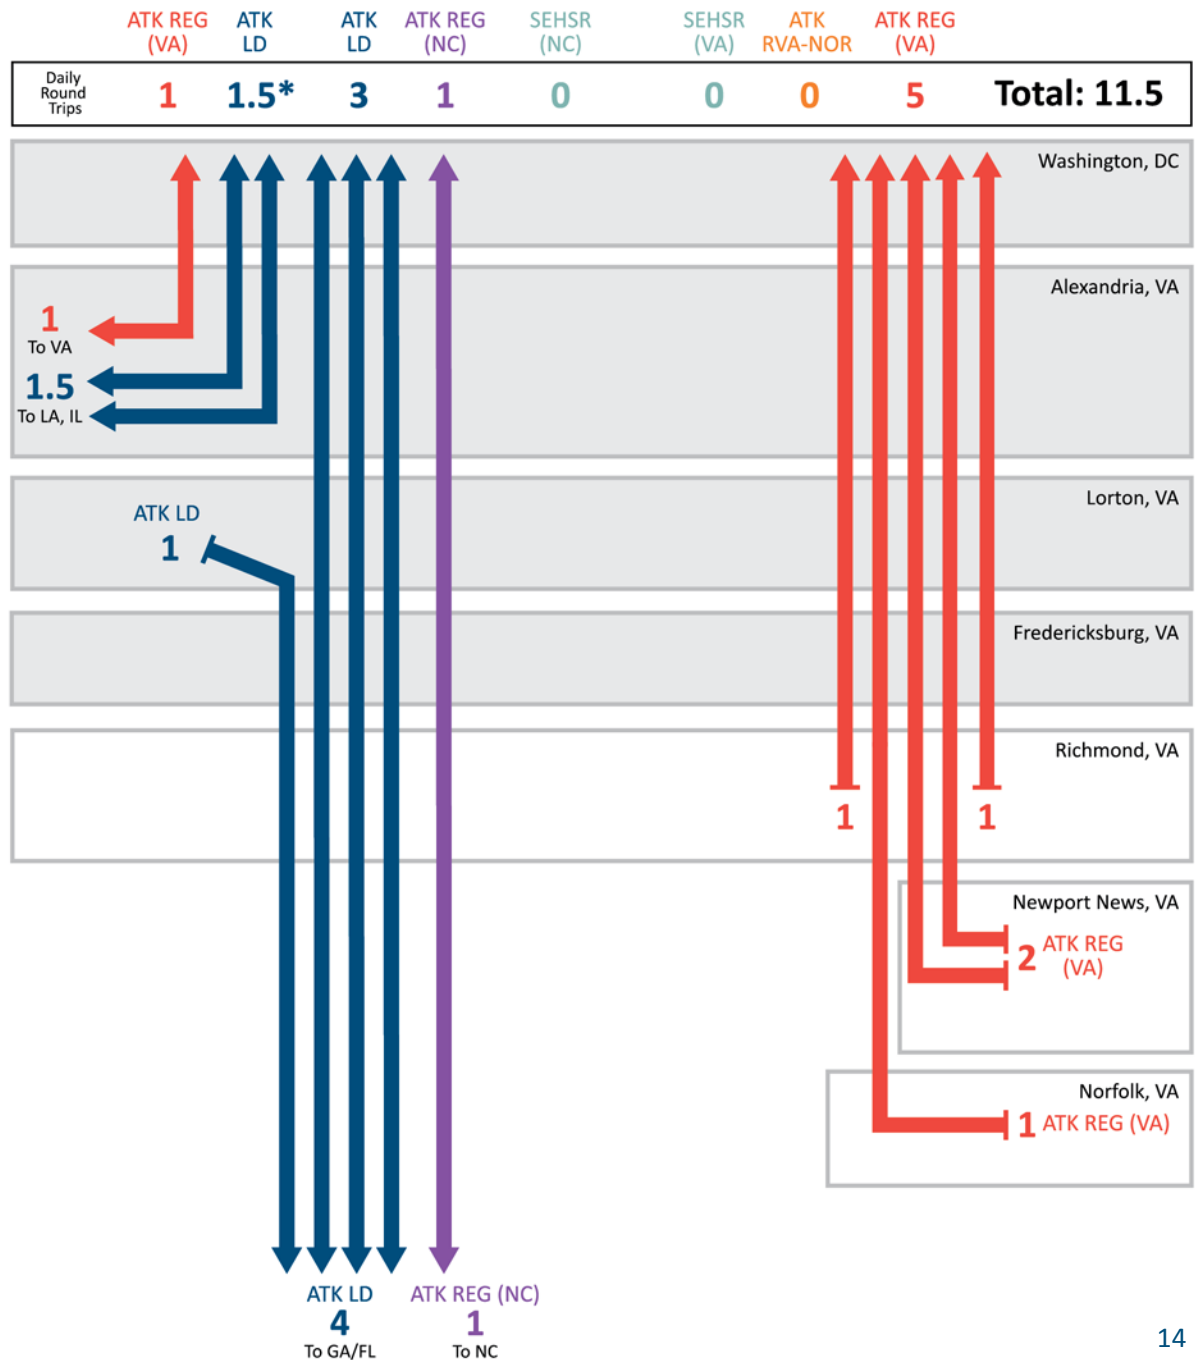 ATK REG
(VA)
ATK
LD
ATK
LD
ATK REG
(NC)
SEHSR
(NC)
SEHSR
(VA)
ATK
RVA-NOR
ATK REG
(VA)
Daily
Round
Trips
1
1.5*
3
1
0
0
0
5
Total: 11.5
Washington, DC
Alexandria, VA
1
To VA
1.5
To LA, IL
Lorton, VA
ATK LD
1
Fredericksburg, VA
Richmond, VA
1
1
Newport News, VA
2
ATK REG
(VA)
Norfolk, VA
1 ATK REG (VA)
ATK LD
4
To GA/FL
ATK REG (NC)
1
To NC
14